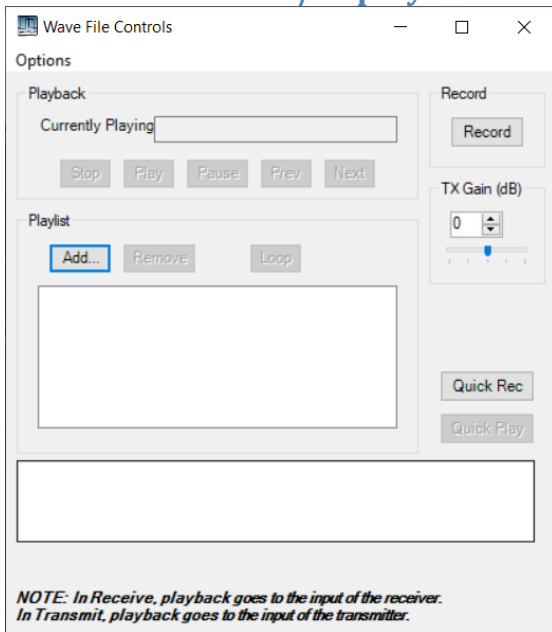 Wave File Controls
Options
Playback
Currently Playing
Stop Play Pause Prev Next
Record
Record
TX Gain (dB)
0
Playlist
Add... Remove Loop
Quick Rec
Quick Play
NOTE: In Receive, playback goes to the input of the receiver.
In Transmit, playback goes to the input of the transmitter.